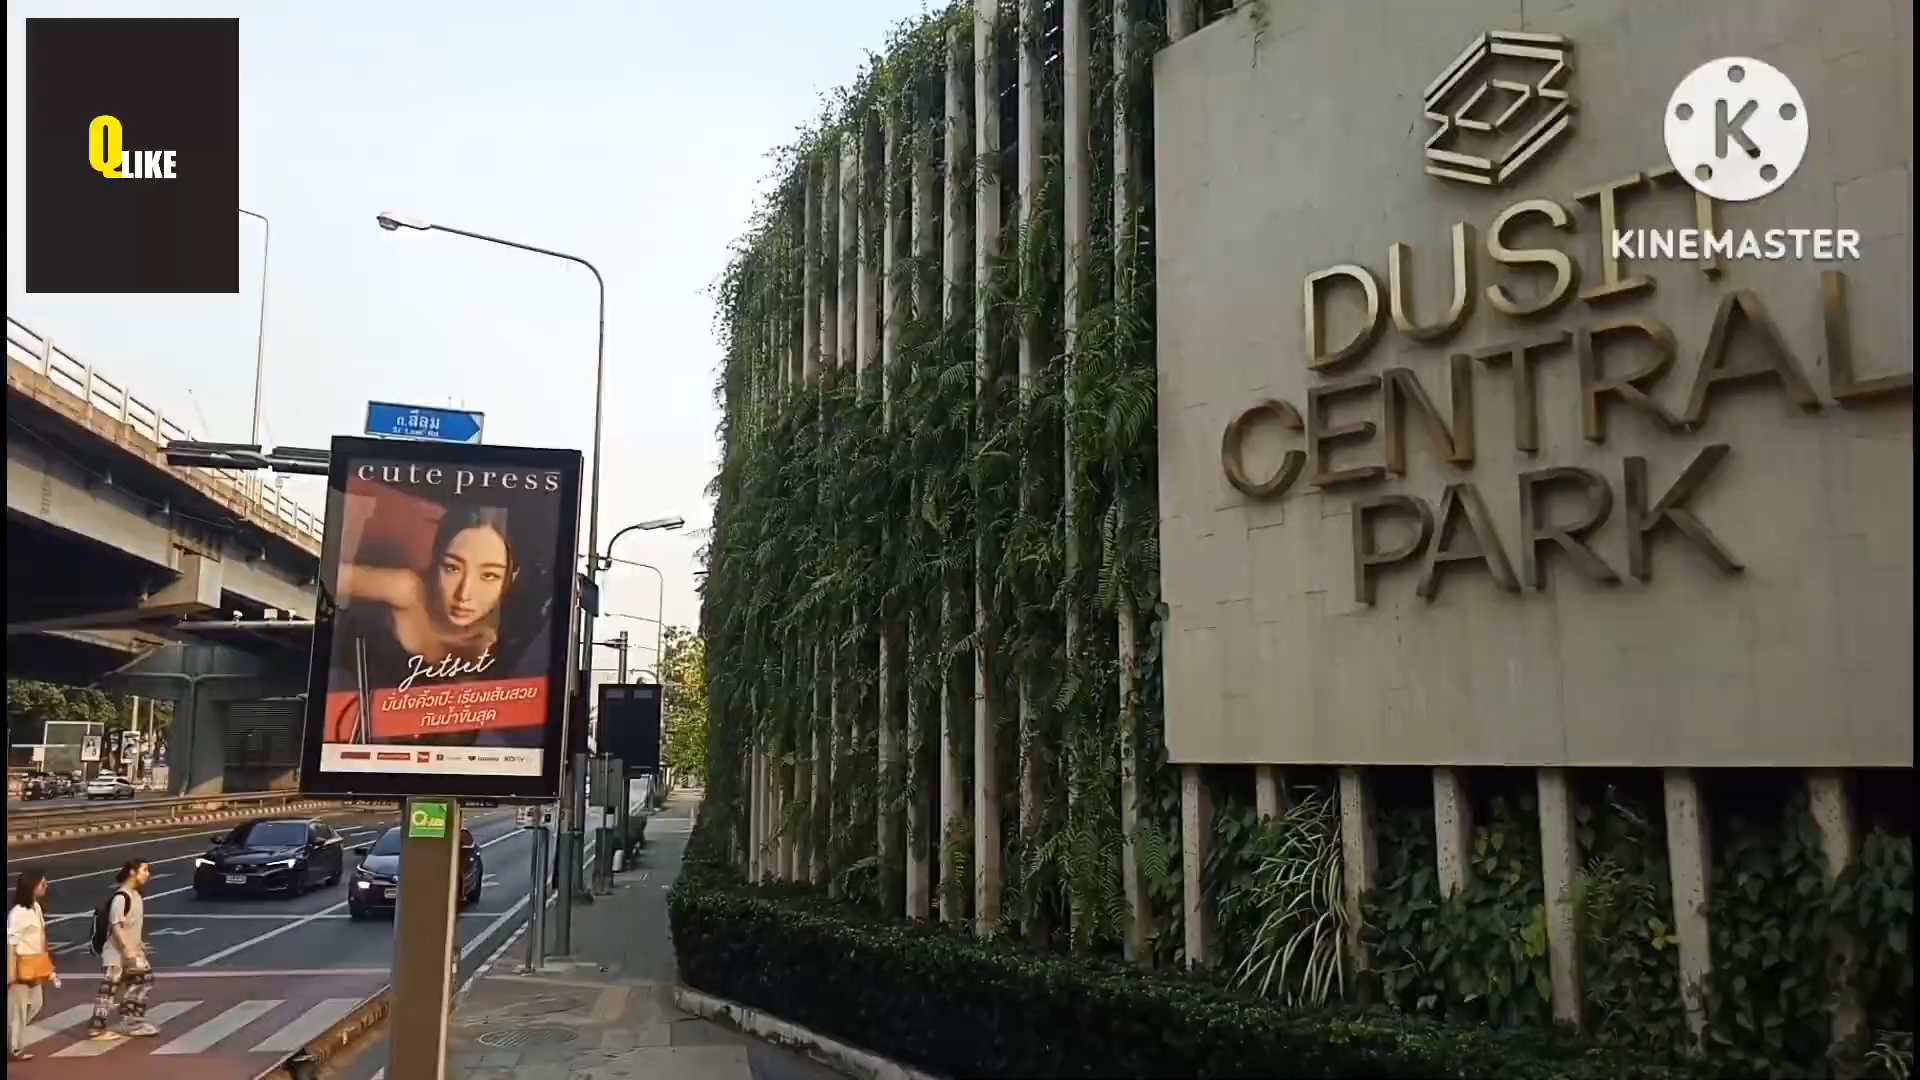 QLIKE
KINEMASTER
DUSIT
CENTRAL
PARK
ถ.สีลม
Si Lom Rd.
cute press
Jetset
มั่นใจคิ้วเป๊ะ เรียงเส้นสวย
กันน้ำขั้นสุด